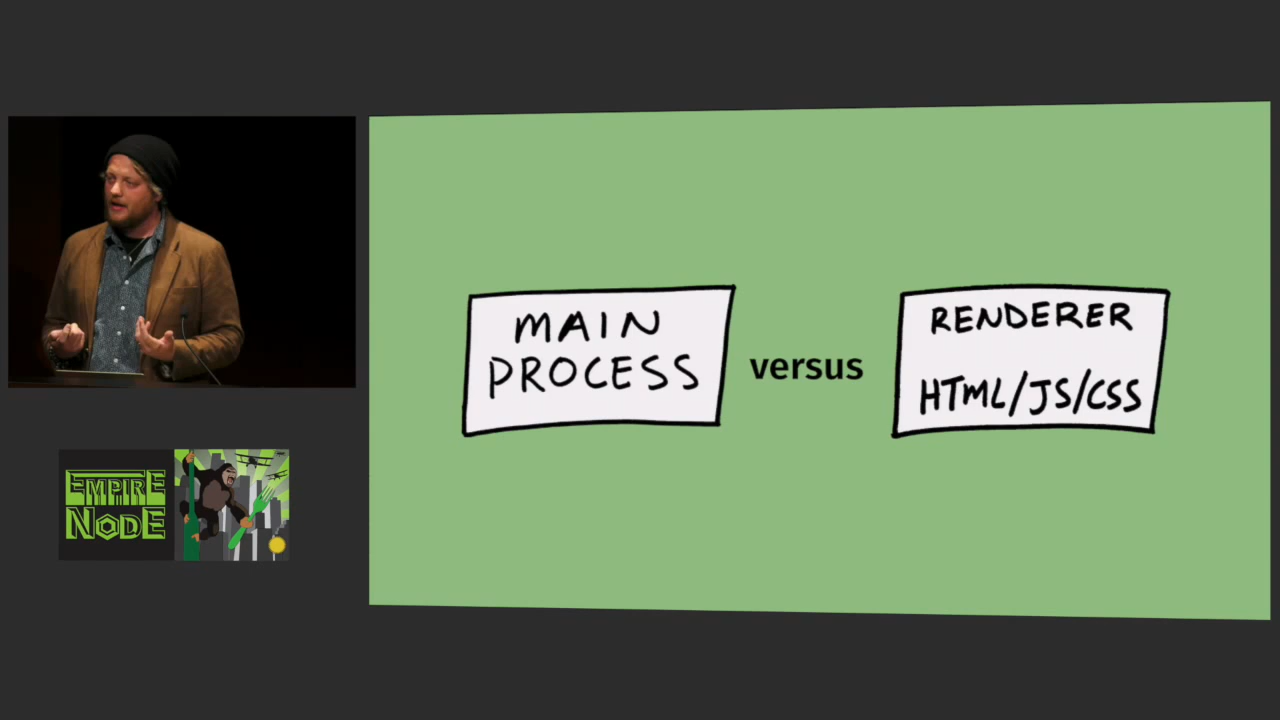 MAIN
PROCESS
versus
RENDERER
HTML/JS/CSS
EMPIRE
NODE